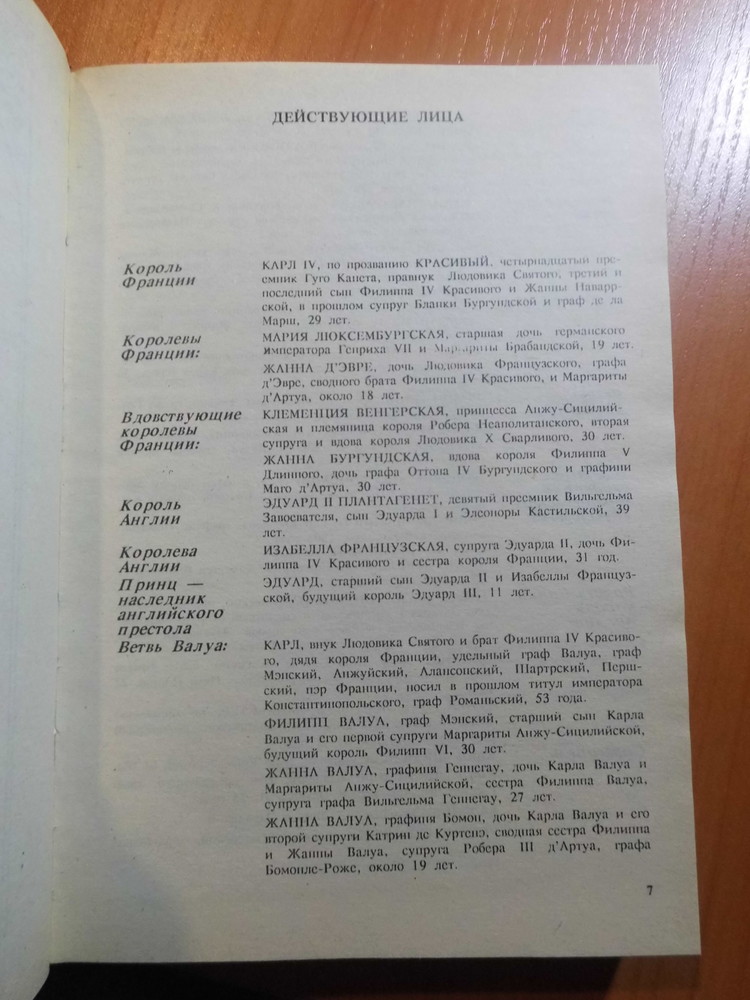 ДЕЙСТВУЮЩИЕ ЛИЦА
Король
Франции
КАРЛ IV, по прозванию КРАСИВЫЙ, четырнадцатый пре-
емник Гуго Капета, правнук Людовика Святого, третий и
последний сын Филиппа IV Красивого и Жанны Наварр-
ской, в прошлом супруг Бланки Бургундской и граф де ла
Марш, 29 лет.
Королевы
Франции:
МАРИЯ ЛЮКСЕМБУРГСКАЯ, старшая дочь германского
императора Генриха VII и Маргариты Брабандской, 19 лет.
ЖАННА Д'ЭВРЕ, дочь Людовика Французского, графа
д'Эвре, сводного брата Филиппа IV Красивого, и Маргариты
д'Артуа, около 18 лет.
Вдовствующие
королевы
Франции:
КЛЕМЕНЦИЯ ВЕНГЕРСКАЯ, принцесса Анжу-Сицилий-
ская и племяница короля Робера Неаполитанского, вторая
супруга и вдова короля Людовика X Сварливого, 30 лет.
ЖАННА БУРГУНДСКАЯ, вдова короля Филиппа V
Длинного, дочь графа Оттона IV Бургундского и графини
Маго д'Артуа, 30 лет.
Король
Англии
ЭДУАРД II ПЛАНТАГЕНЕТ, девятый преемник Вильгельма
Завоевателя, сын Эдуарда I и Элеоноры Кастильской, 39
лет.
Королева
Англии
ИЗАБЕЛЛА ФРАНЦУЗСКАЯ, супруга Эдуарда II, дочь Фи-
липпа IV Красивого и сестра короля Франции, 31 год.
Принц —
наследник
английского
престола
ЭДУАРД, старший сын Эдуарда II и Изабеллы Француз-
ской, будущий король Эдуард III, 11 лет.
Ветвь Валуа:
КАРЛ, внук Людовика Святого и брат Филиппа IV Красиво-
го, дядя короля Франции, удельный граф Валуа, граф
Мэнский, Анжуйский, Алансонский, Шартрский, Перш-
ский, пэр Франции, носил в прошлом титул императора
Константинопольского, граф Романьский, 53 года.
ФИЛИПП ВАЛУА, граф Мэнский, старший сын Карла
Валуа и его первой супруги Маргариты Анжу-Сицилийской,
будущий король Филипп VI, 30 лет.
ЖАННА ВАЛУА, графиня Геннегау, дочь Карла Валуа и
Маргариты Анжу-Сицилийской, сестра Филиппа Валуа,
супруга графа Вильгельма Геннегау, 27 лет.
ЖАННА ВАЛУА, графиня Бомон, дочь Карла Валуа и его
второй супруги Катрин де Куртенэ, сводная сестра Филиппа
и Жанны Валуа, супруга Робера III д'Артуа, графа
Бомонле-Роже, около 19 лет.
7